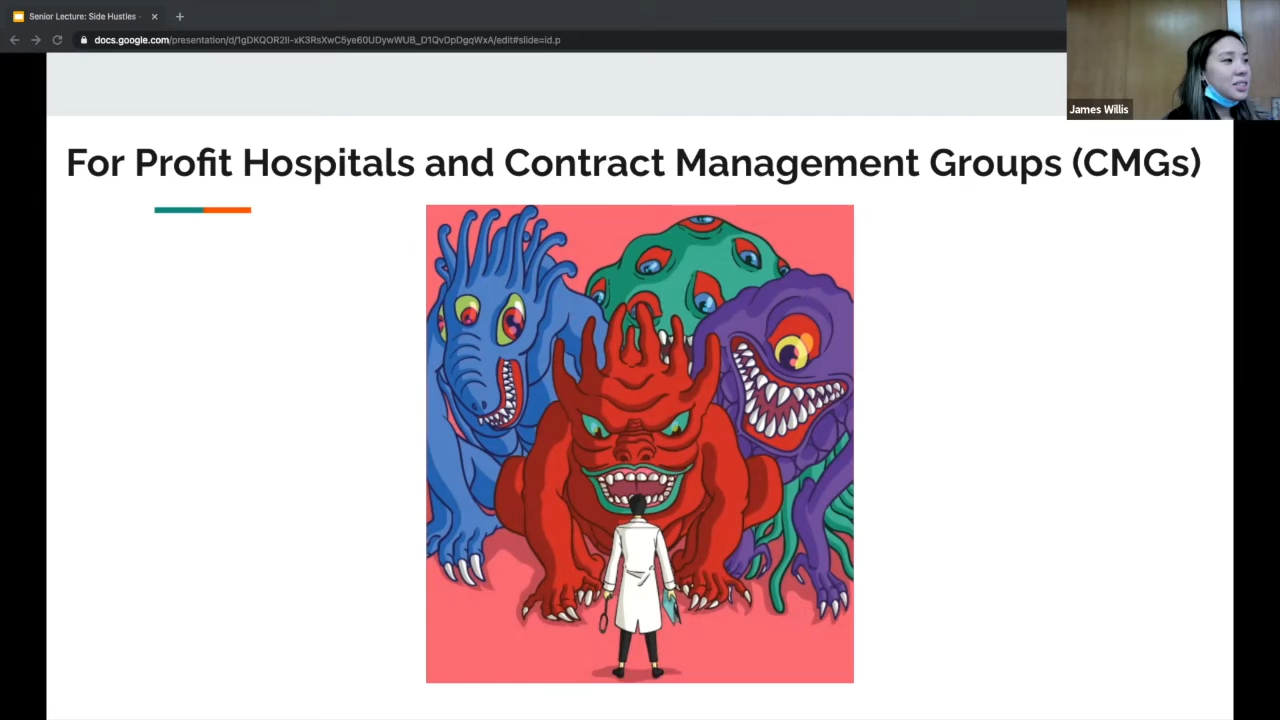 Senior Lecture: Side Hustles -
docs.google.com/presentation/d/1gDKQOR2lI-xK3RsXwC5ye60UDywWUB_D1QvDpDgqWxA/edit#slide=id.p
James Willis
For Profit Hospitals and Contract Management Groups (CMGs)